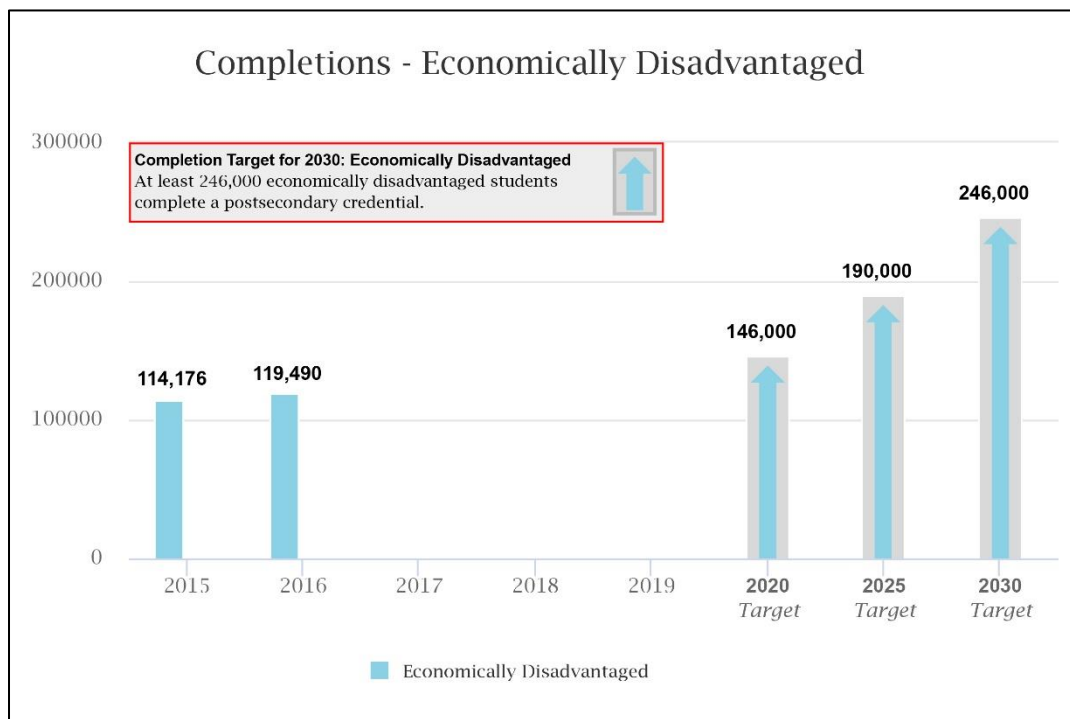 Completions - Economically Disadvantaged
300000
Completion Target for 2030: Economically Disadvantaged
At least 246,000 economically disadvantaged students
complete a postsecondary credential.
246,000
200000
190,000
146,000
114,176
119,490
100000
0
2015
2016
2017
2018
2019
2020
Target
2025
Target
2030
Target
Economically Disadvantaged